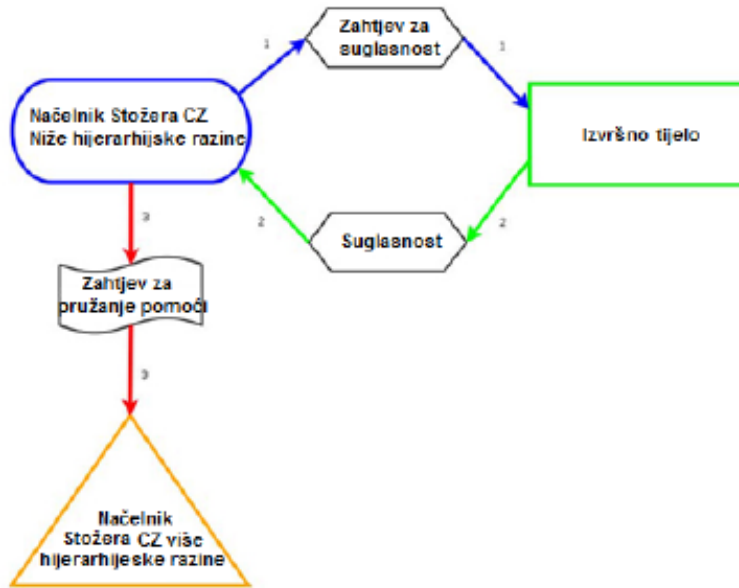 Zahtjev za
suglasnost
1
1
Načelnik Stožera CZ
Niže hijerarhijske razine
Izvršno tijelo
2
2
Suglasnost
3
Zahtjev za
pružanje pomoći
3
Načelnik
Stožera CZ više
hijerarhijeske razine